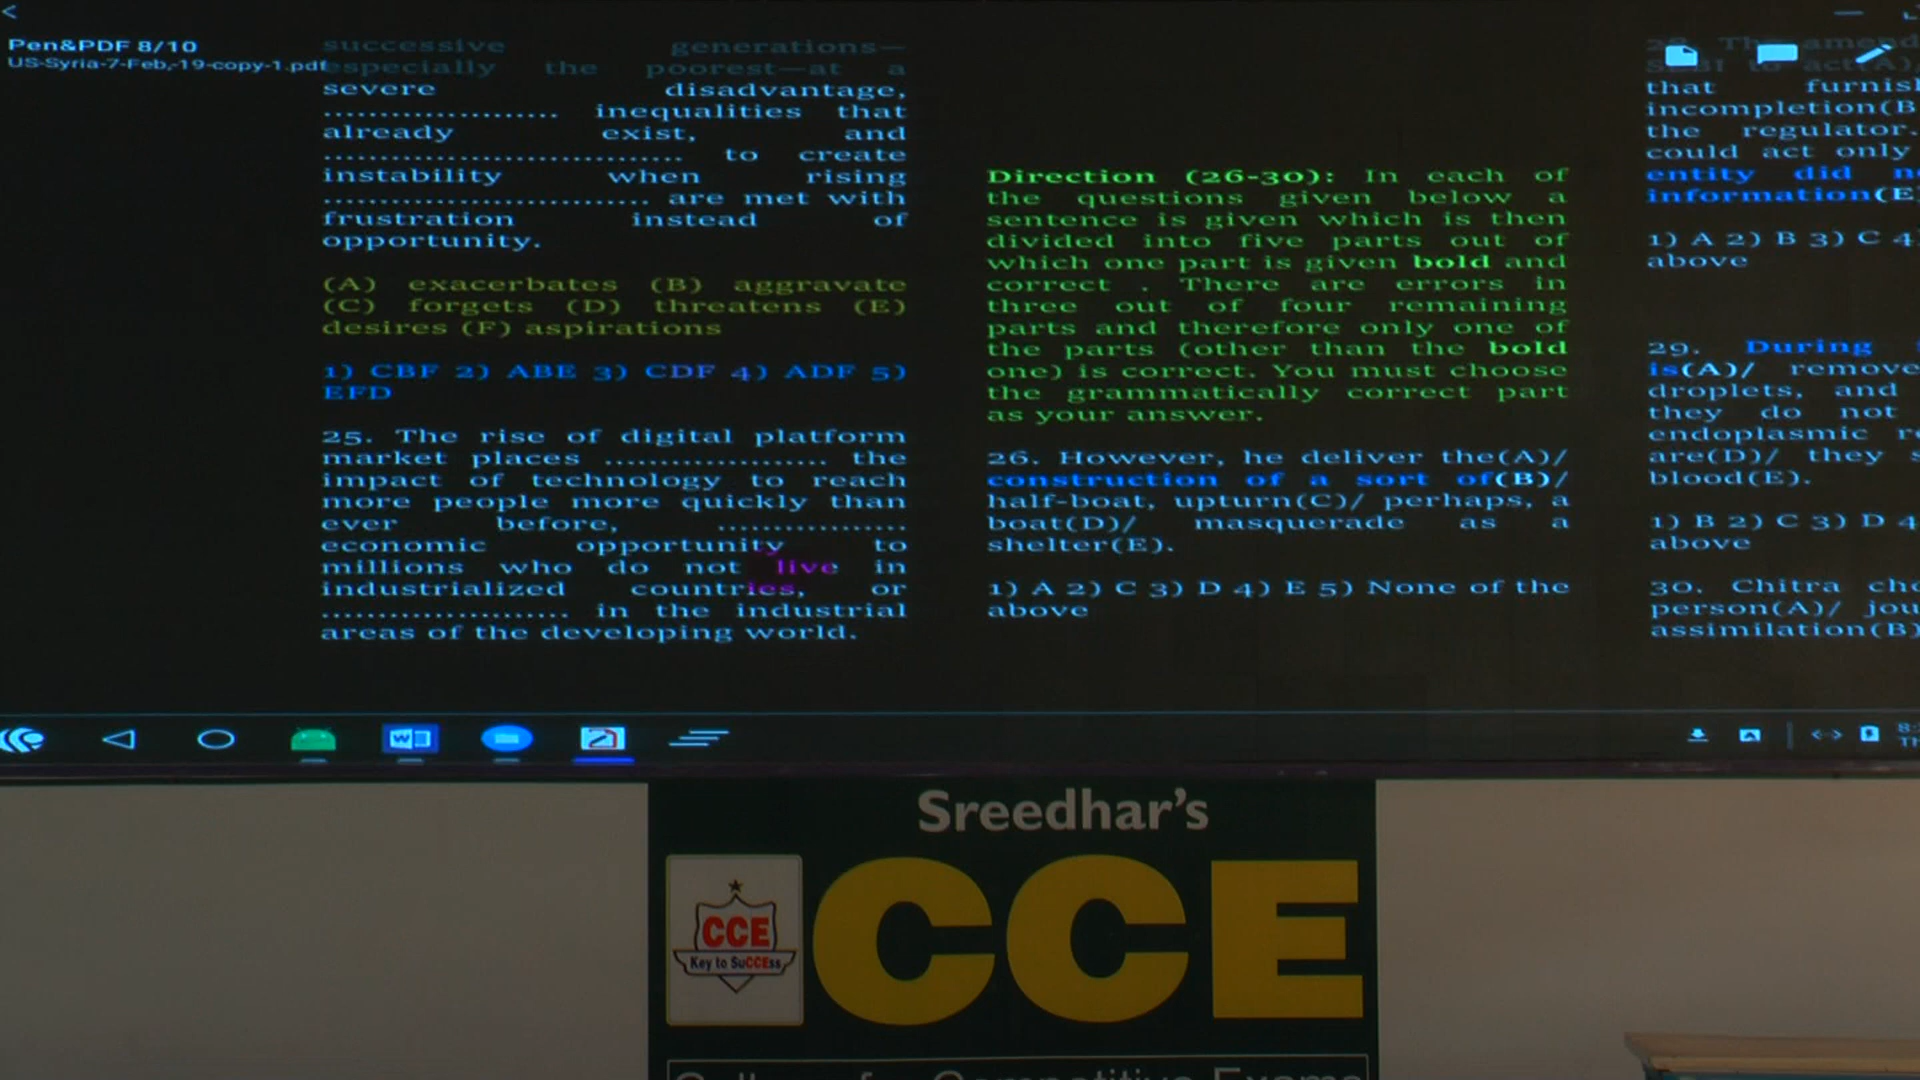 Pen&PDF 8/10
US-Syria-7-Feb,-19-copy-1.pdf
successive generations—
especially the poorest—at a
severe disadvantage,
.................... inequalities that
already exist, and
.............................. to create
instability when rising
............................ are met with
frustration instead of
opportunity.
(A) exacerbates (B) aggravate
(C) forgets (D) threatens (E)
desires (F) aspirations
1) CBF 2) ABE 3) CDF 4) ADF 5)
EFD
25. The rise of digital platform
market places ................... the
impact of technology to reach
more people more quickly than
ever before, ................
economic opportunity to
millions who do not live in
industrialized countries, or
..................... in the industrial
areas of the developing world.
Direction (26-30): In each of
the questions given below a
sentence is given which is then
divided into five parts out of
which one part is given bold and
correct . There are errors in
three out of four remaining
parts and therefore only one of
the parts (other than the bold
one) is correct. You must choose
the grammatically correct part
as your answer.
26. However, he deliver the(A)/
construction of a sort of(B)/
half-boat, upturn(C)/ perhaps, a
boat(D)/ masquerade as a
shelter(E).
1) A 2) C 3) D 4) E 5) None of the
above
28. The
to act(A)
that
incompletion(B
the regulator.
could act only
entity did
information(E
1) A 2) B 3) C 4
above
29. During
is(A)/
droplets, and
they do not
endoplasmic
are(D)/ they
blood(E).
1) B 2) C 3) D 4
above
30. Chitra
person(A)/
assimilation(B)
Sreedhar's
CCE
CCE
Key to SuCCEss